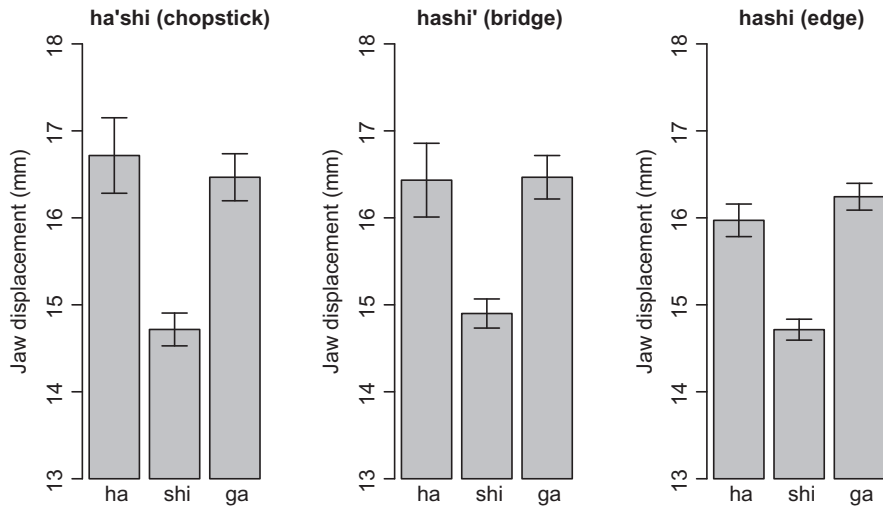 ha'shi (chopstick)
Jaw displacement (mm)
13 14 15 16 17 18
ha shi ga
hashi' (bridge)
Jaw displacement (mm)
13 14 15 16 17 18
ha shi ga
hashi (edge)
Jaw displacement (mm)
13 14 15 16 17 18
ha shi ga